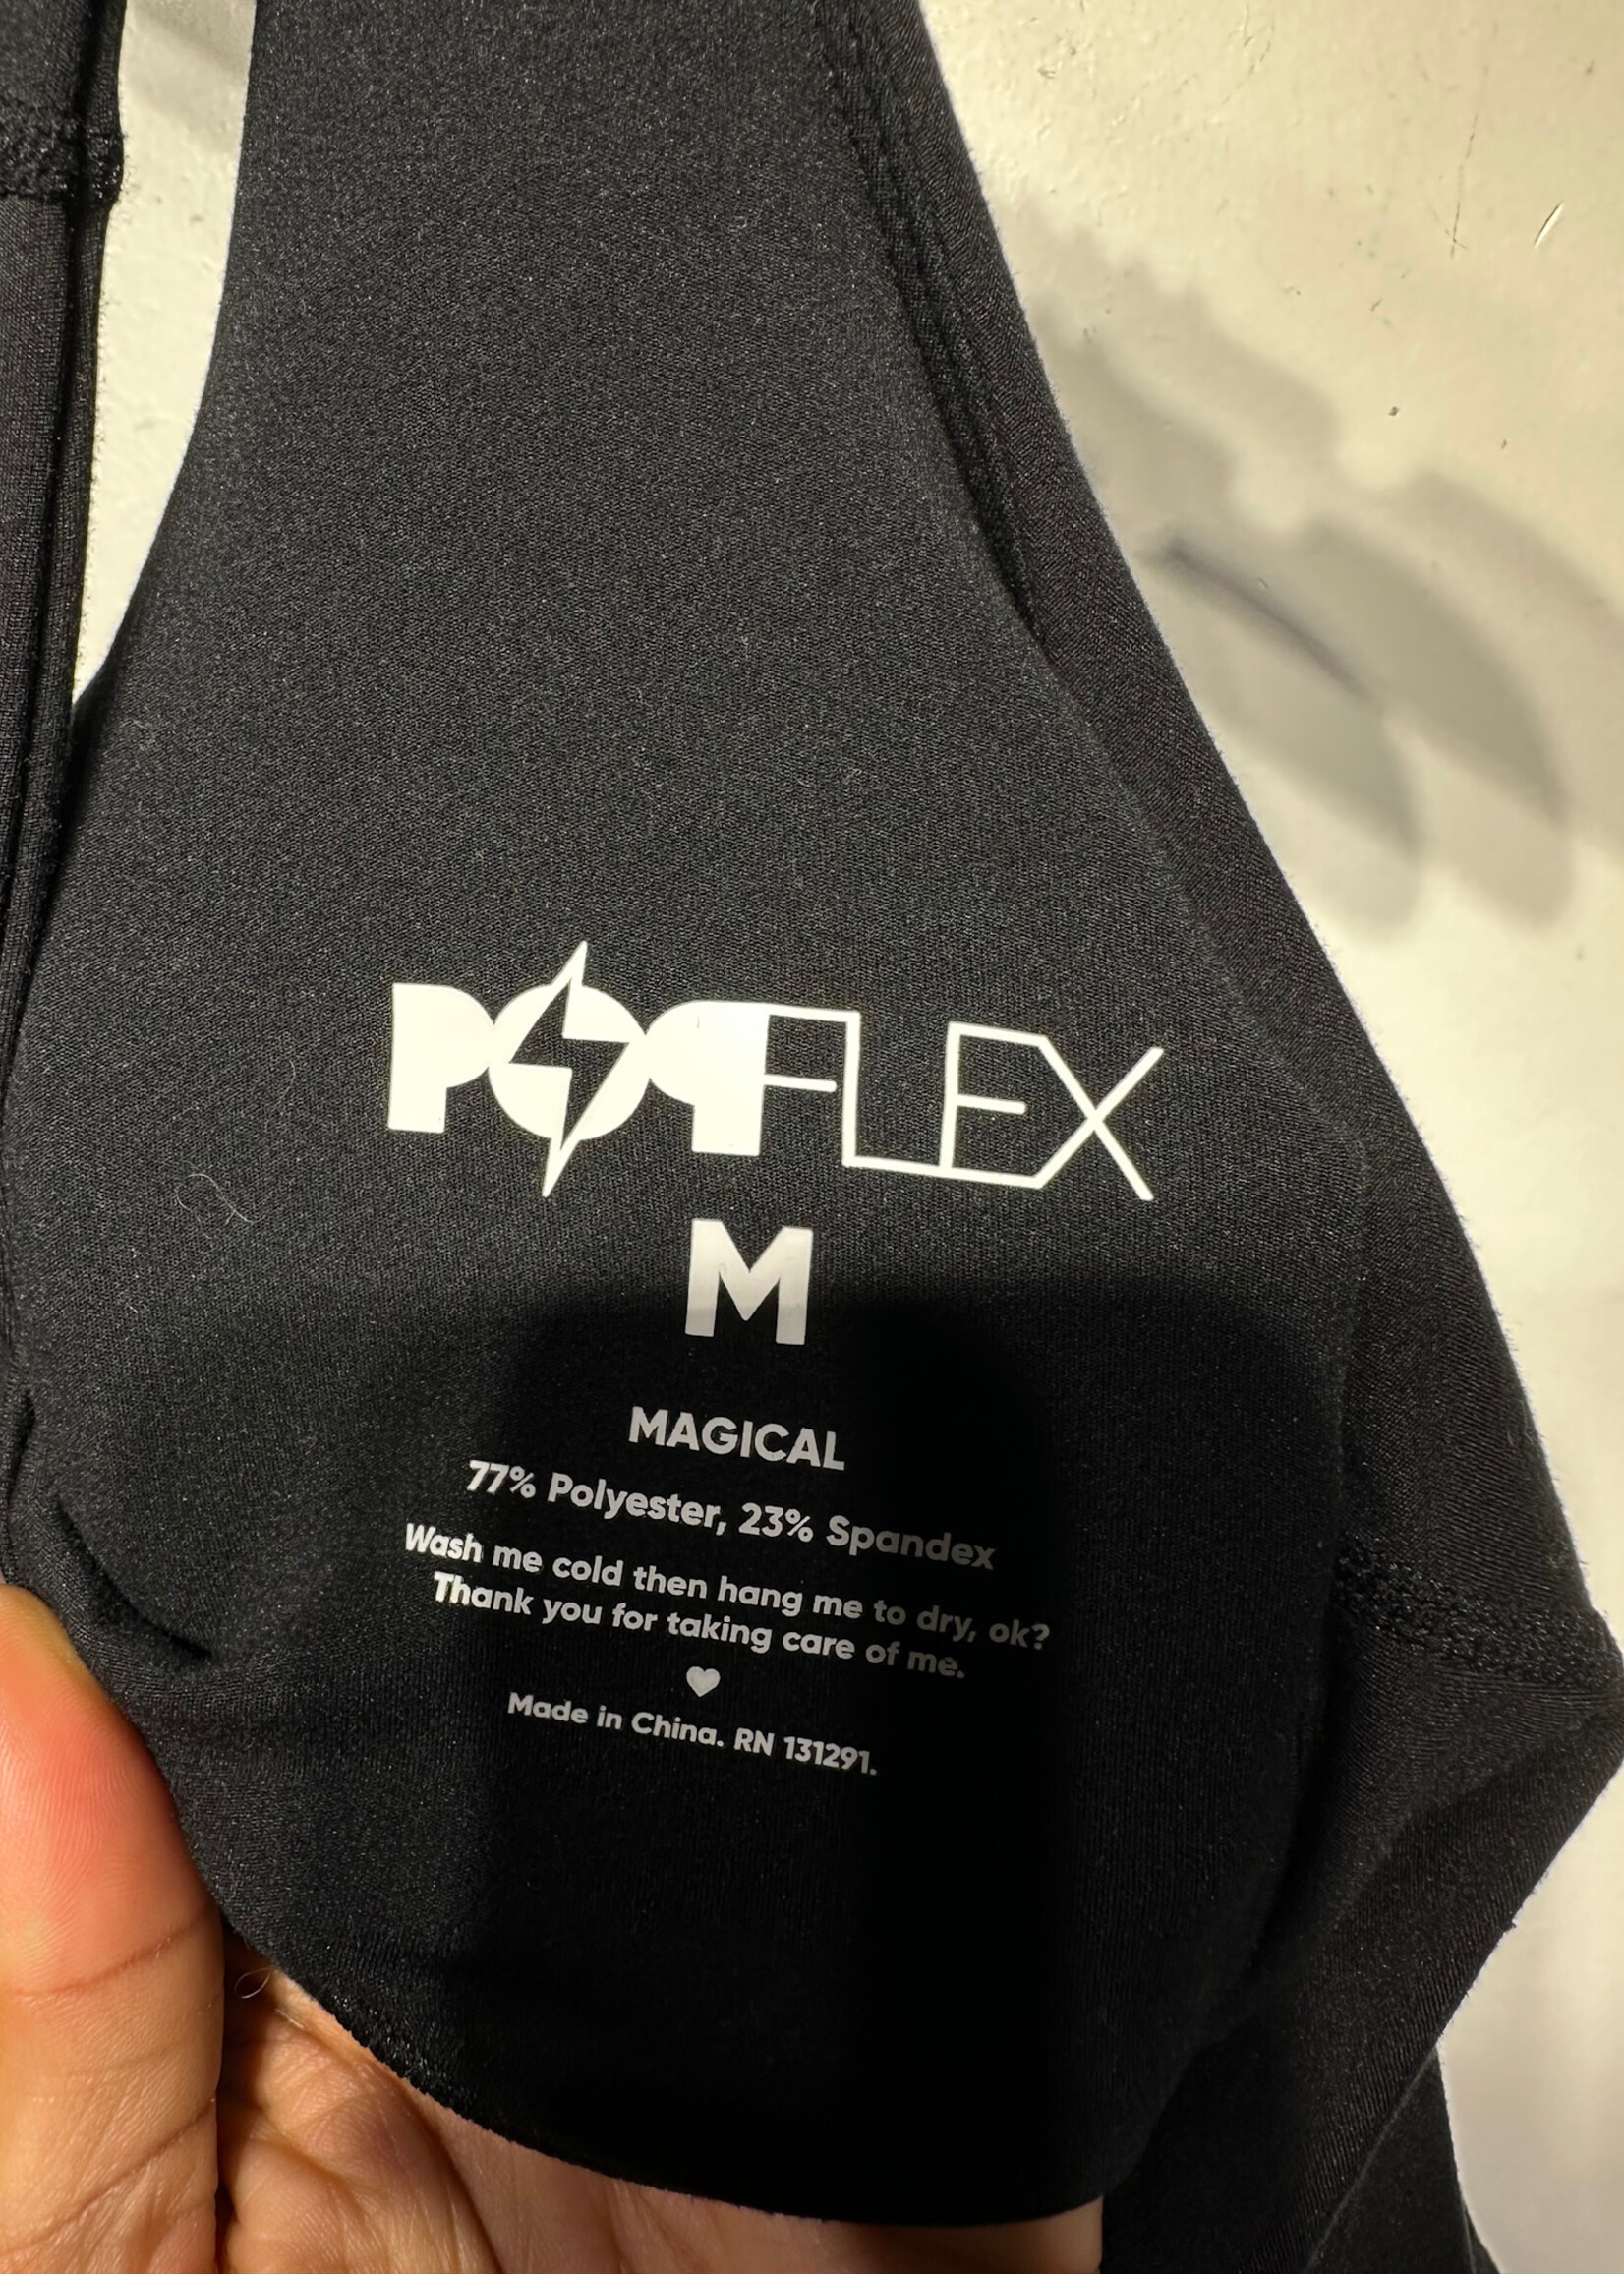 POPFLEX
M
MAGICAL
77% Polyester, 23% Spandex
Wash me cold then hang me to dry, ok?
Thank you for taking care of me.
Made in China. RN 131291.